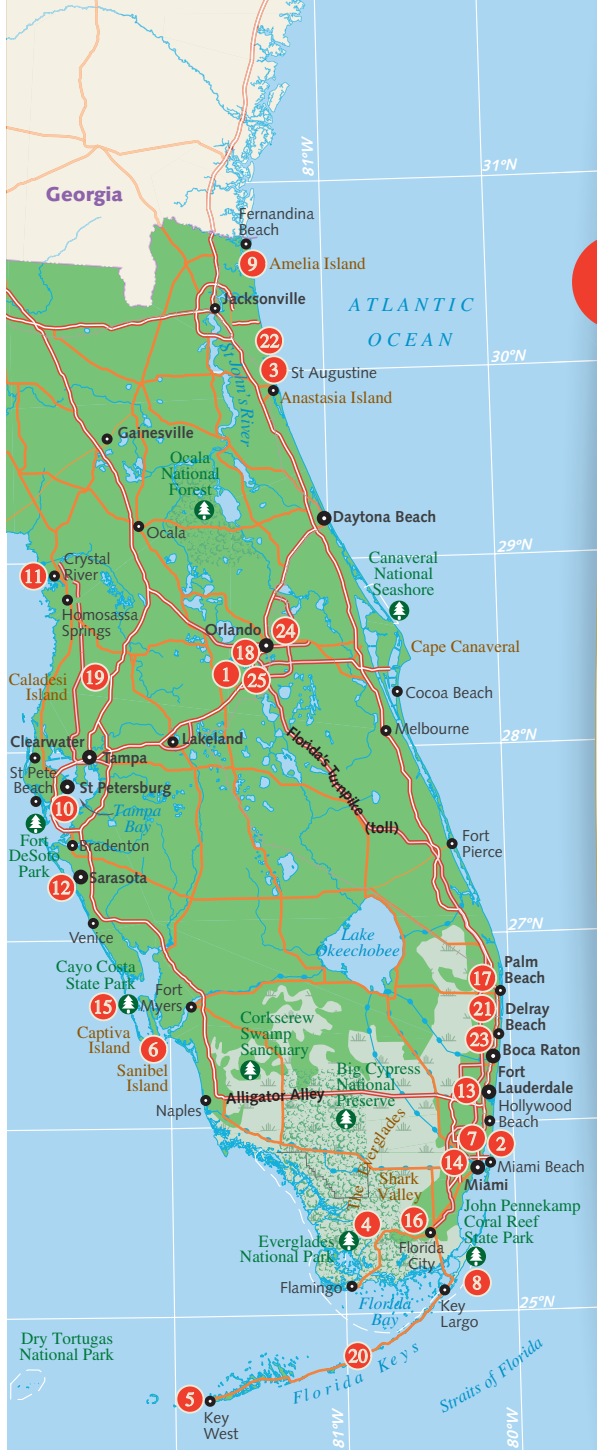 81°W
31°N
Georgia
Fernandina
Beach
9
Amelia Island
Jacksonville
ATLANTIC
OCEAN
22
30°N
3
St Augustine
Anastasia Island
St John's River
Gainesville
Ocala
National
Forest
Daytona Beach
Ocala
29°N
Canaveral
National
Seashore
11
Crystal
River
Homosassa
Springs
Orlando
24
18
Cape Canaveral
1
25
19
Caladesi
Island
Cocoa Beach
Melbourne
28°N
Clearwater
Lakeland
Tampa
Florida's Turnpike
(toll)
St Pete
Beach
St Petersburg
10
Tampa
Bay
Fort
DeSoto
Park
Bradenton
Fort
Pierce
12
Sarasota
Venice
27°N
Lake
Okeechobee
Cayo Costa
State Park
17
Palm
Beach
15
Fort
Myers
21
Delray
Beach
Captiva
Island
6
Sanibel
Island
Corkscrew
Swamp
Sanctuary
23
Boca Raton
Big Cypress
National
Preserve
Fort
Lauderdale
13
Alligator Alley
Naples
Hollywood
Beach
7
2
The Everglades
14
Miami Beach
Miami
Shark
Valley
John Pennekamp
Coral Reef
State Park
4
16
Everglades
National Park
Florida
City
8
Flamingo
Florida
Bay
Key
Largo
25°N
Dry Tortugas
National Park
20
Florida Keys
Straits of Florida
5
Key
West
81°W
80°W